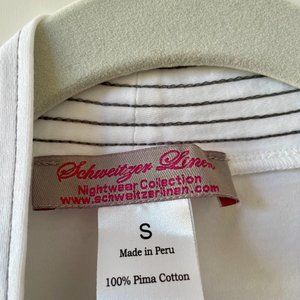 Schweitzer Linen
Nightwear Collection
www.schweitzerlinen.com
S
Made in Peru
100% Pima Cotton